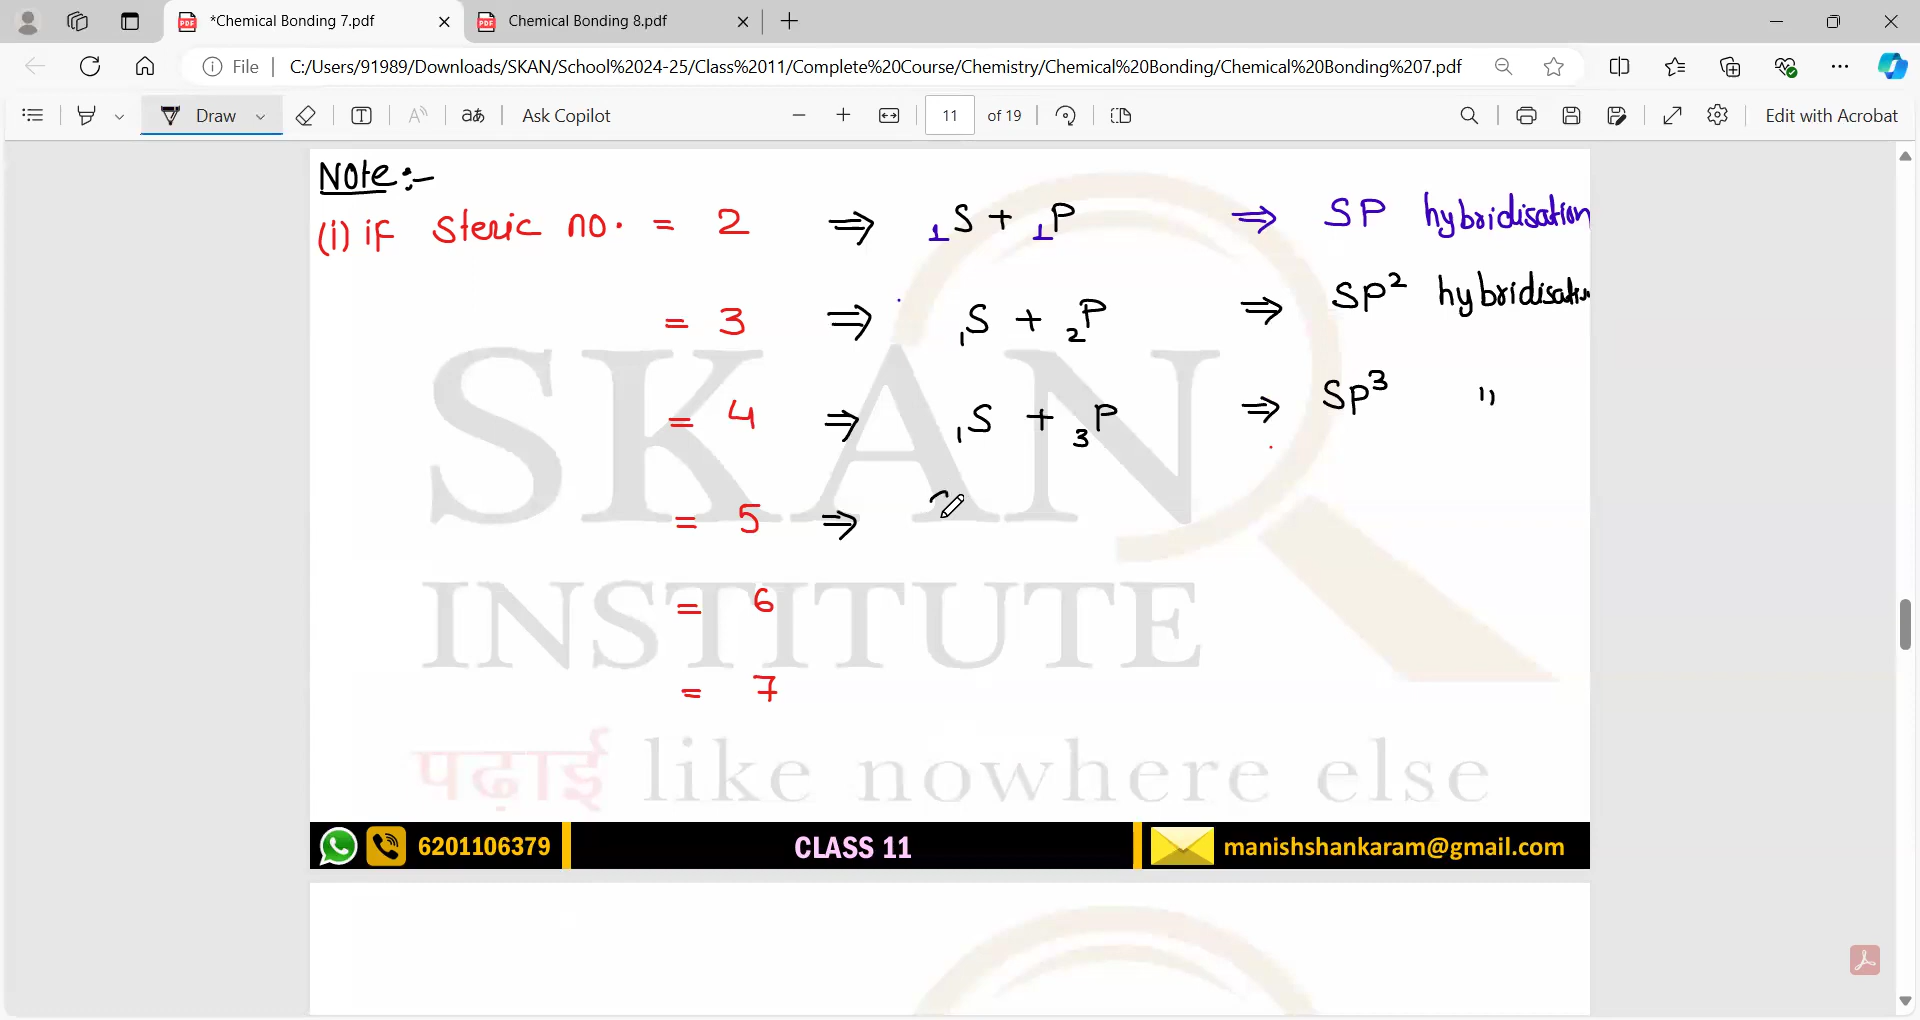 *Chemical Bonding 7.pdf
Chemical Bonding 8.pdf
File
C:/Users/91989/Downloads/SKAN/School%2024-25/Class%2011/Complete%20Course/Chemistry/Chemical%20Bonding/Chemical%20Bonding%207.pdf
Draw
T
A
aあ
Ask Copilot
11 of 19
Edit with Acrobat
Note:-
(i) if steric no. = 2 ⇒ 1S + 1P ⇒ SP hybridisation
= 3 ⇒ 1S + 2P ⇒ SP² hybridisation
= 4 ⇒ 1S + 3P ⇒ SP³ "
= 5 ⇒
= 6
= 7
SKAN
INSTITUTE
पढ़ाई like nowhere else
6201106379
CLASS 11
manishshankaram@gmail.com